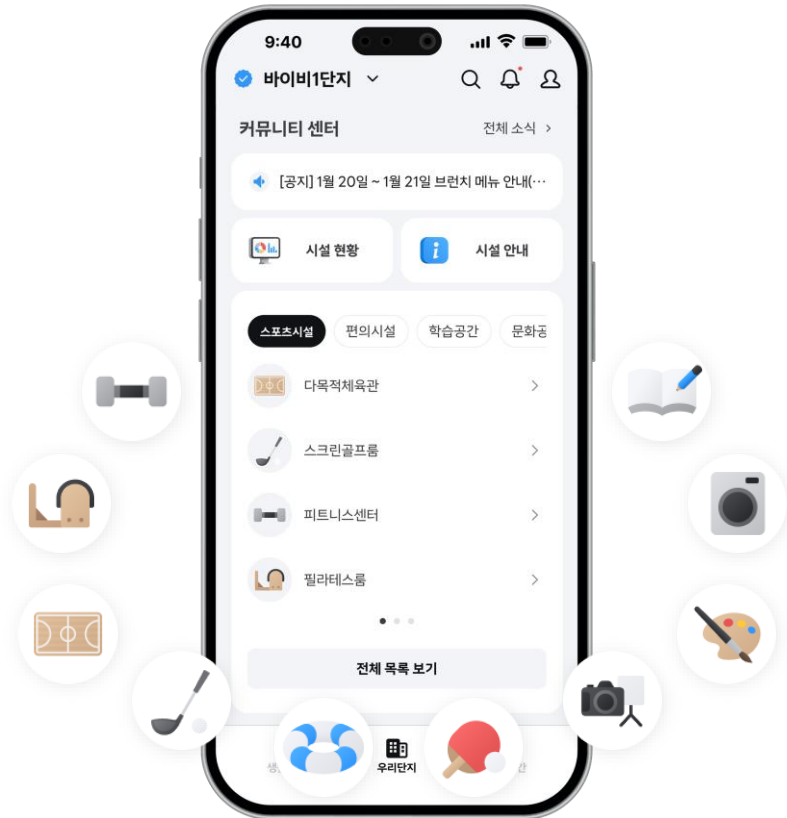 9:40
바이비1단지
커뮤니티 센터
전체 소식 >
[공지] 1월 20일 ~ 1월 21일 브런치 메뉴 안내(···
시설 현황
시설 안내
스포츠시설
편의시설
학습공간
문화공
다목적체육관
스크린골프룸
피트니스센터
필라테스룸
전체 목록 보기
우리단지